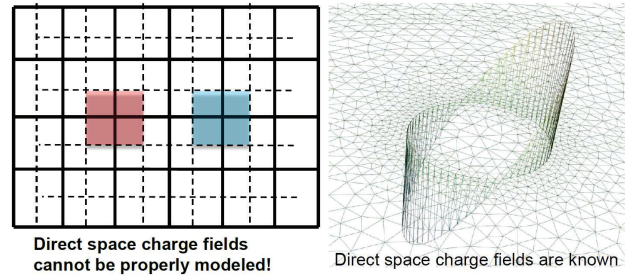 Direct space charge fields
cannot be properly modeled!
Direct space charge fields are known